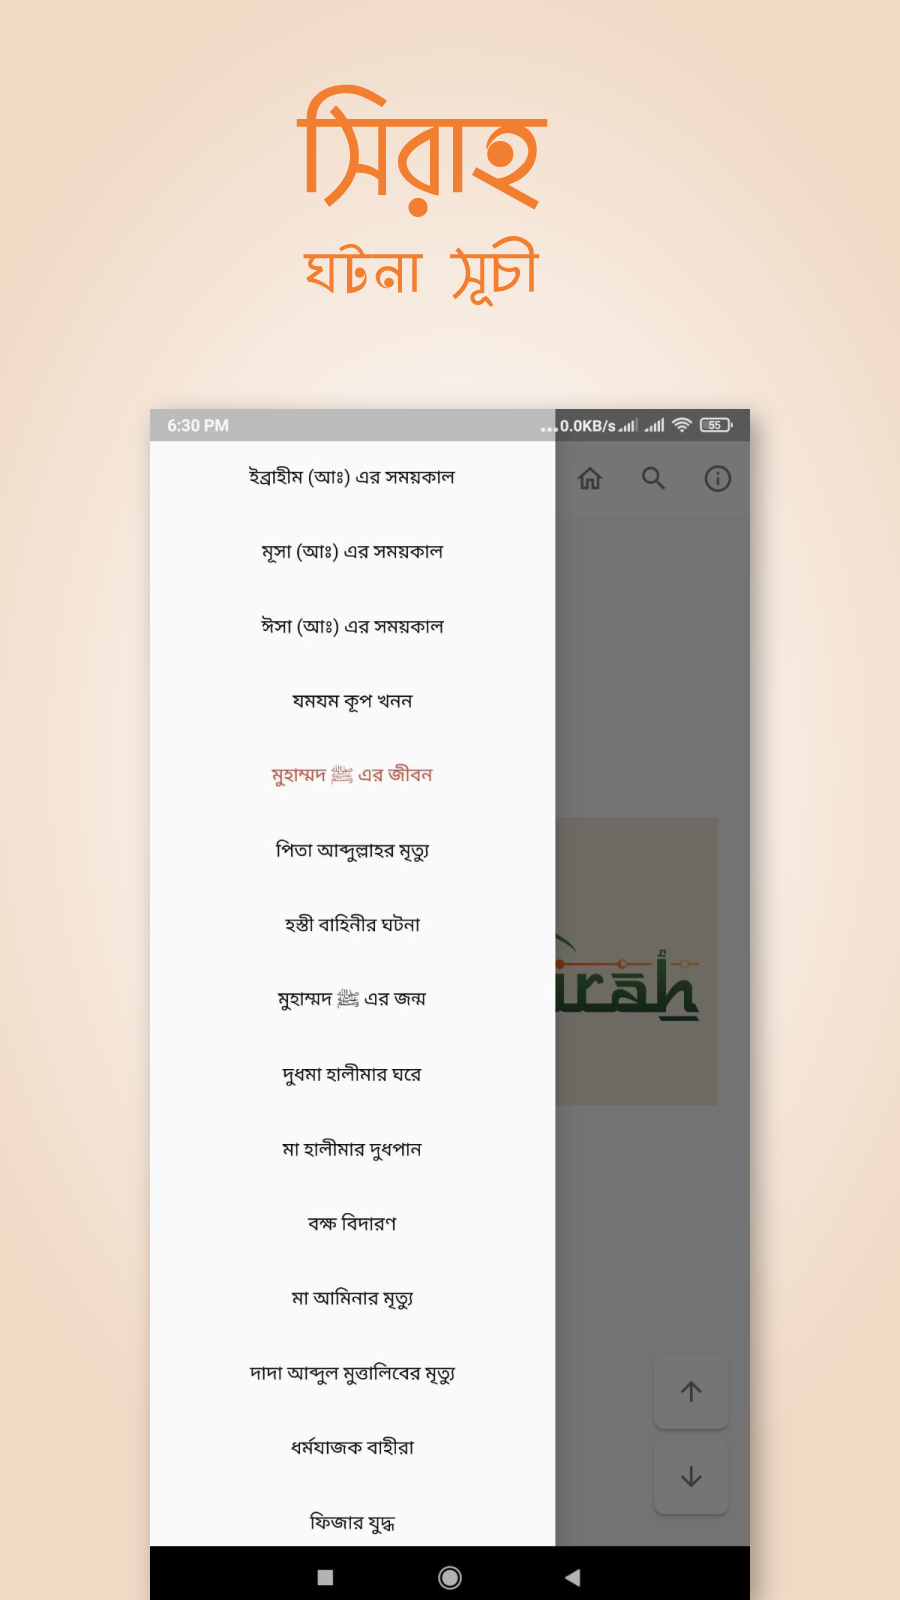 সিরাহ
ঘটনা সূচী
6:30 PM
...0.0KB/s 55
ইব্রাহীম (আঃ) এর সময়কাল
মূসা (আঃ) এর সময়কাল
ঈসা (আঃ) এর সময়কাল
যমযম কূপ খনন
মুহাম্মদ ﷺ এর জীবন
পিতা আব্দুল্লাহর মৃত্যু
হস্তী বাহিনীর ঘটনা
irah
মুহাম্মদ ﷺ এর জন্ম
দুধমা হালীমার ঘরে
মা হালীমার দুধপান
বক্ষ বিদারণ
মা আমিনার মৃত্যু
দাদা আব্দুল মুত্তালিবের মৃত্যু
ধর্মযাজক বাহীরা
ফিজার যুদ্ধ